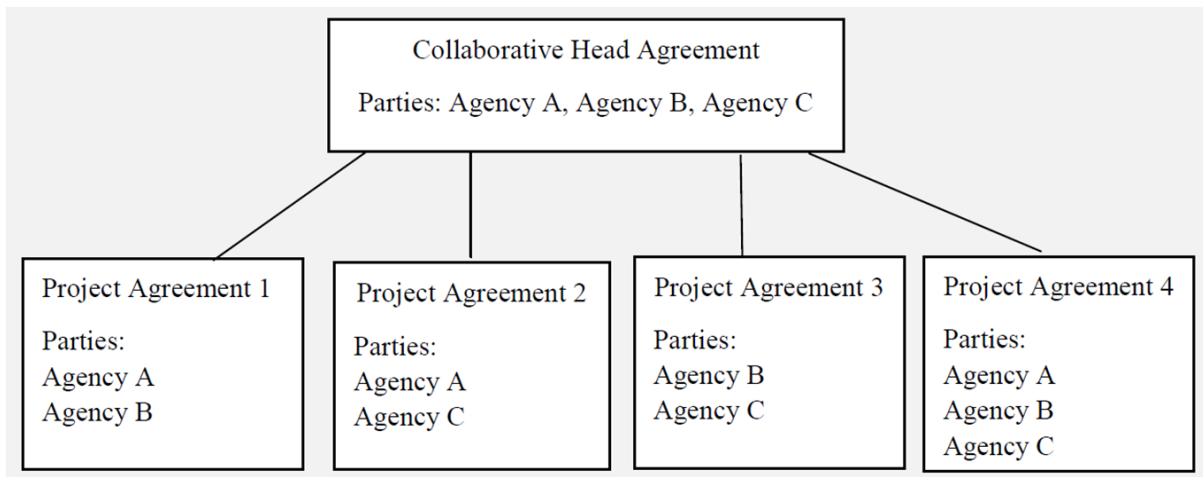 Collaborative Head Agreement
Parties: Agency A, Agency B, Agency C
Project Agreement 1
Parties:
Agency A
Agency B
Project Agreement 2
Parties:
Agency A
Agency C
Project Agreement 3
Parties:
Agency B
Agency C
Project Agreement 4
Parties:
Agency A
Agency B
Agency C